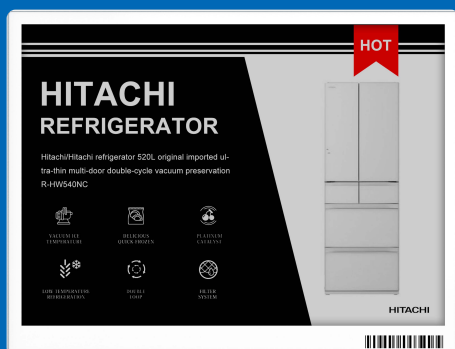 HOT
HITACHI
REFRIGERATOR
Hitachi/Hitachi refrigerator 520L original imported ul-
tra-thin multi-door double-cycle vacuum preservation
R-HW540NC
VACUUM ICE
TEMPERATURE
DELICIOUS
QUICK FROZEN
PLATINUM
CATALYST
LOW TEMPERATURE
REFRIGERATION
DOUBLE
LOOP
FILTER
SYSTEM
HITACHI